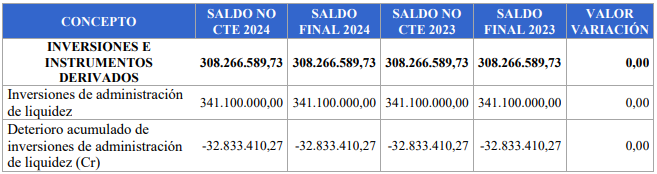 CONCEPTO SALDO NO CTE 2024 SALDO FINAL 2024 SALDO NO CTE 2023 SALDO FINAL 2023 VALOR VARIACIÓN
INVERSIONES E INSTRUMENTOS DERIVADOS 308.266.589,73 308.266.589,73 308.266.589,73 308.266.589,73 0,00
Inversiones de administración de liquidez 341.100.000,00 341.100.000,00 341.100.000,00 341.100.000,00 0,00
Deterioro acumulado de inversiones de administración de liquidez (Cr) -32.833.410,27 -32.833.410,27 -32.833.410,27 -32.833.410,27 0,00